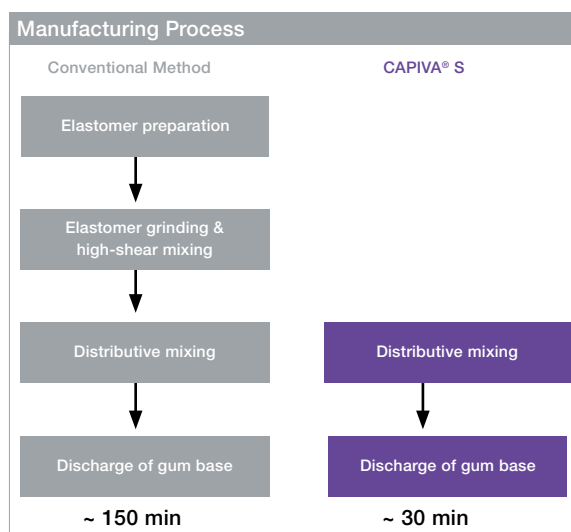 Manufacturing Process
Conventional Method
CAPIVA® S
Elastomer preparation
Elastomer grinding &
high-shear mixing
Distributive mixing
Distributive mixing
Discharge of gum base
Discharge of gum base
~ 150 min
~ 30 min